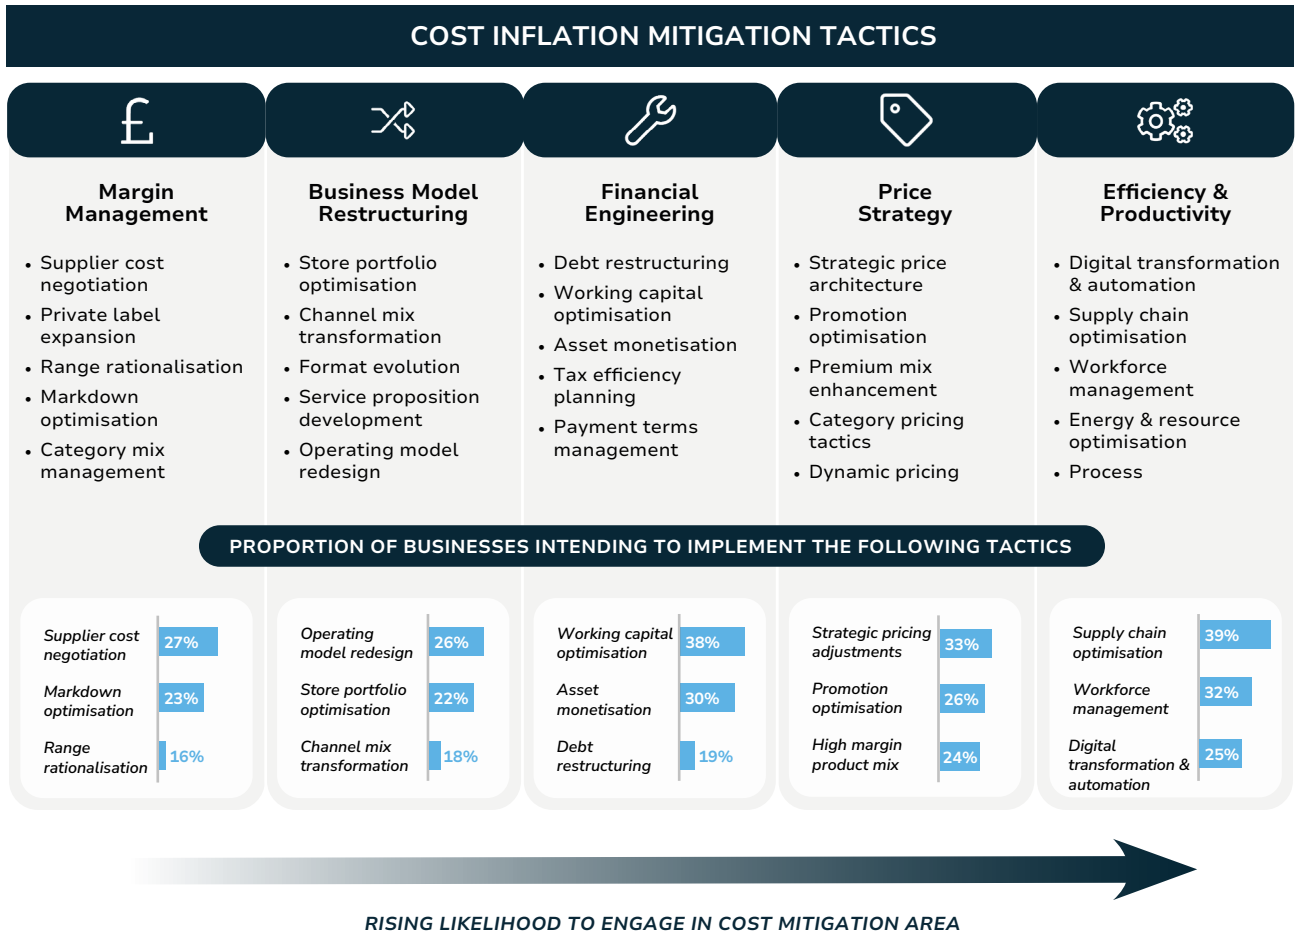 COST INFLATION MITIGATION TACTICS
£
Margin
Management
• Supplier cost
negotiation
• Private label
expansion
• Range rationalisation
• Markdown
optimisation
• Category mix
management
Business Model
Restructuring
• Store portfolio
optimisation
• Channel mix
transformation
• Format evolution
• Service proposition
development
• Operating model
redesign
Financial
Engineering
• Debt restructuring
• Working capital
optimisation
• Asset monetisation
• Tax efficiency
planning
• Payment terms
management
Price
Strategy
• Strategic price
architecture
• Promotion
optimisation
• Premium mix
enhancement
• Category pricing
tactics
• Dynamic pricing
Efficiency &
Productivity
• Digital transformation
& automation
• Supply chain
optimisation
• Workforce
management
• Energy & resource
optimisation
• Process
PROPORTION OF BUSINESSES INTENDING TO IMPLEMENT THE FOLLOWING TACTICS
Supplier cost
negotiation
27%
Markdown
optimisation
23%
Range
rationalisation
16%
Operating
model redesign
26%
Store portfolio
optimisation
22%
Channel mix
transformation
18%
Working capital
optimisation
38%
Asset
monetisation
30%
Debt
restructuring
19%
Strategic pricing
adjustments
33%
Promotion
optimisation
26%
High margin
product mix
24%
Supply chain
optimisation
39%
Workforce
management
32%
Digital
transformation &
automation
25%
RISING LIKELIHOOD TO ENGAGE IN COST MITIGATION AREA